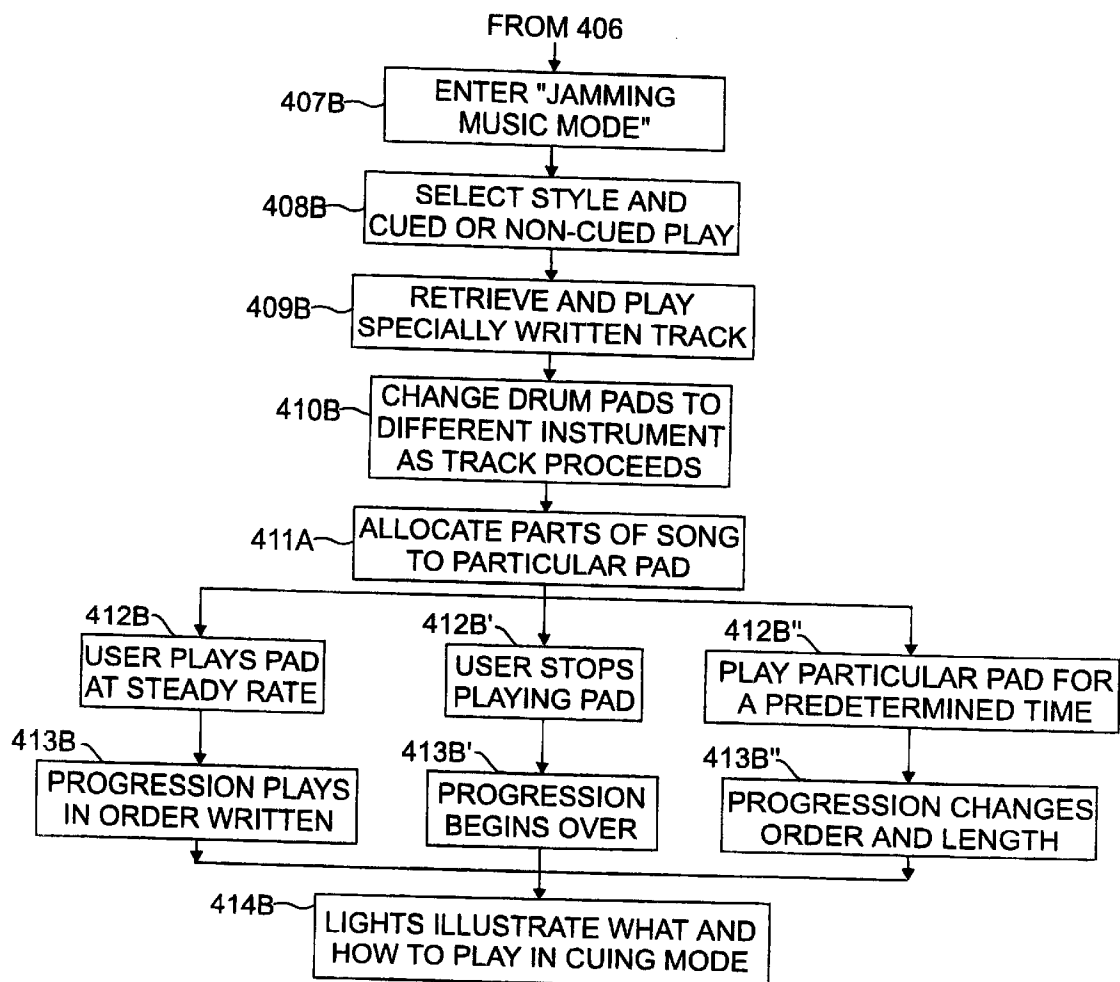 FROM 406
407B
ENTER "JAMMING
MUSIC MODE"
408B
SELECT STYLE AND
CUED OR NON-CUED PLAY
409B
RETRIEVE AND PLAY
SPECIALLY WRITTEN TRACK
410B
CHANGE DRUM PADS TO
DIFFERENT INSTRUMENT
AS TRACK PROCEEDS
411A
ALLOCATE PARTS OF SONG
TO PARTICULAR PAD
412B
USER PLAYS PAD
AT STEADY RATE
412B'
USER STOPS
PLAYING PAD
412B"
PLAY PARTICULAR PAD FOR
A PREDETERMINED TIME
413B
PROGRESSION PLAYS
IN ORDER WRITTEN
413B'
PROGRESSION
BEGINS OVER
413B"
PROGRESSION CHANGES
ORDER AND LENGTH
414B
LIGHTS ILLUSTRATE WHAT AND
HOW TO PLAY IN CUING MODE